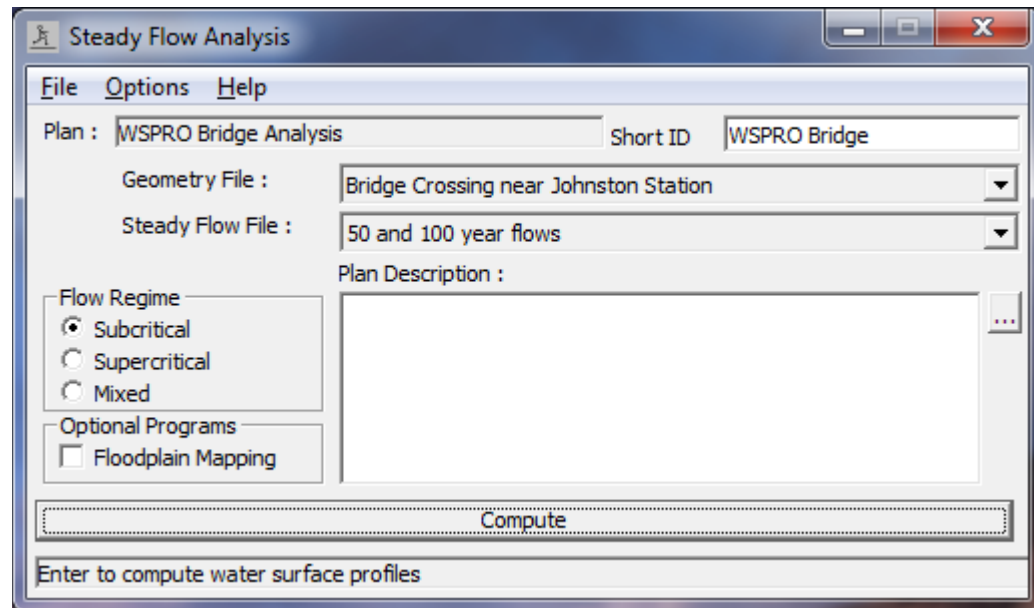 Steady Flow Analysis
File Options Help
Plan : WSPRO Bridge Analysis Short ID WSPRO Bridge
Geometry File : Bridge Crossing near Johnston Station
Steady Flow File : 50 and 100 year flows
Plan Description :
Flow Regime
Subcritical
Supercritical
Mixed
Optional Programs
Floodplain Mapping
...
Compute
Enter to compute water surface profiles